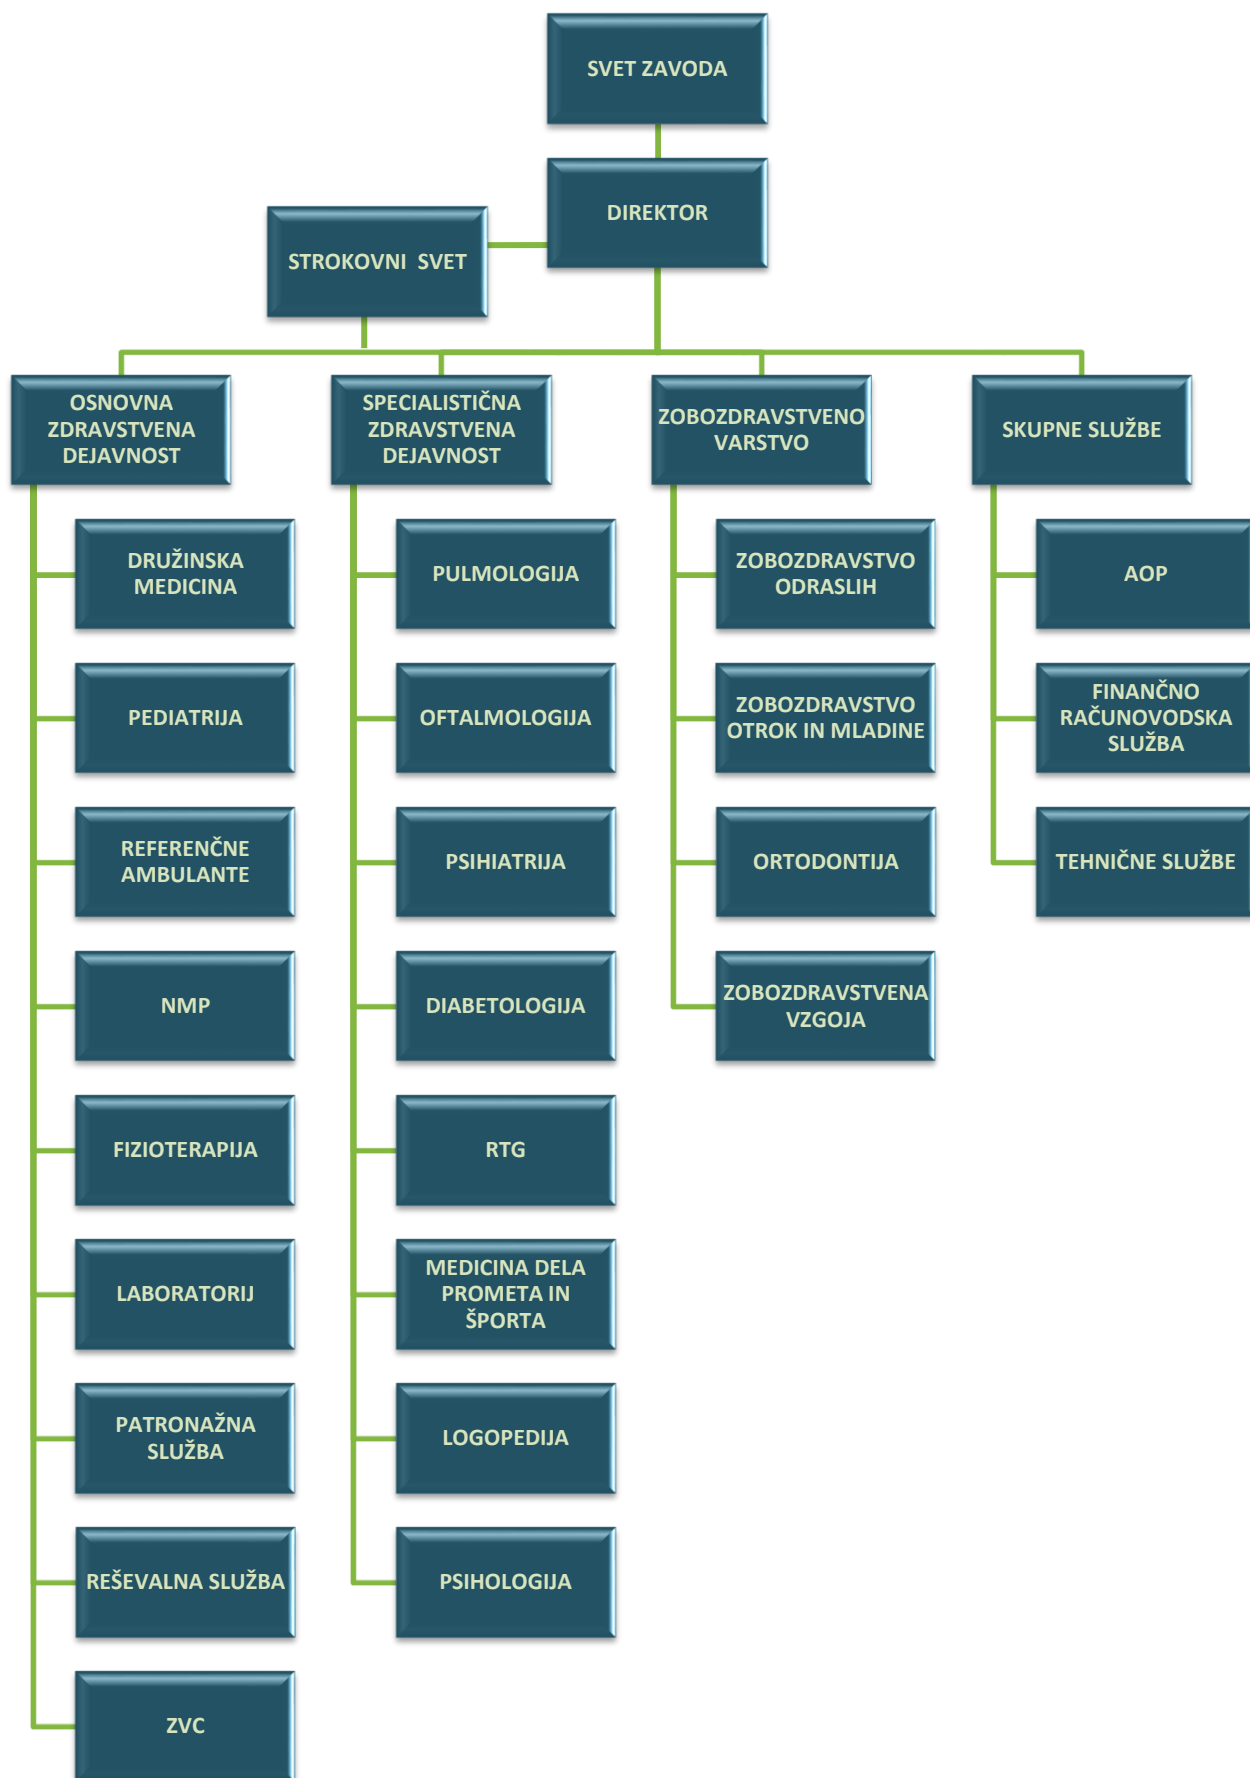 SVET ZAVODA
DIREKTOR
STROKOVNI SVET
OSNOVNA
ZDRAVSTVENA
DEJAVNOST
SPECIALISTIČNA
ZDRAVSTVENA
DEJAVNOST
ZOBOZDRAVSTVENO
VARSTVO
SKUPNE SLUŽBE
DRUŽINSKA
MEDICINA
PEDIATRIJA
REFERENČNE
AMBULANTE
NMP
FIZIOTERAPIJA
LABORATORIJ
PATRONAŽNA
SLUŽBA
REŠEVALNA SLUŽBA
ZVC
PULMOLOGIJA
OFTALMOLOGIJA
PSIHIATRIJA
DIABETOLOGIJA
RTG
MEDICINA DELA
PROMETA IN
ŠPORTA
LOGOPEDIJA
PSIHOLOGIJA
ZOBOZDRAVSTVO
ODRASLIH
ZOBOZDRAVSTVO
OTROK IN MLADINE
ORTODONTIJA
ZOBOZDRAVSTVENA
VZGOJA
AOP
FINANČNO
RAČUNOVODSKA
SLUŽBA
TEHNIČNE SLUŽBE